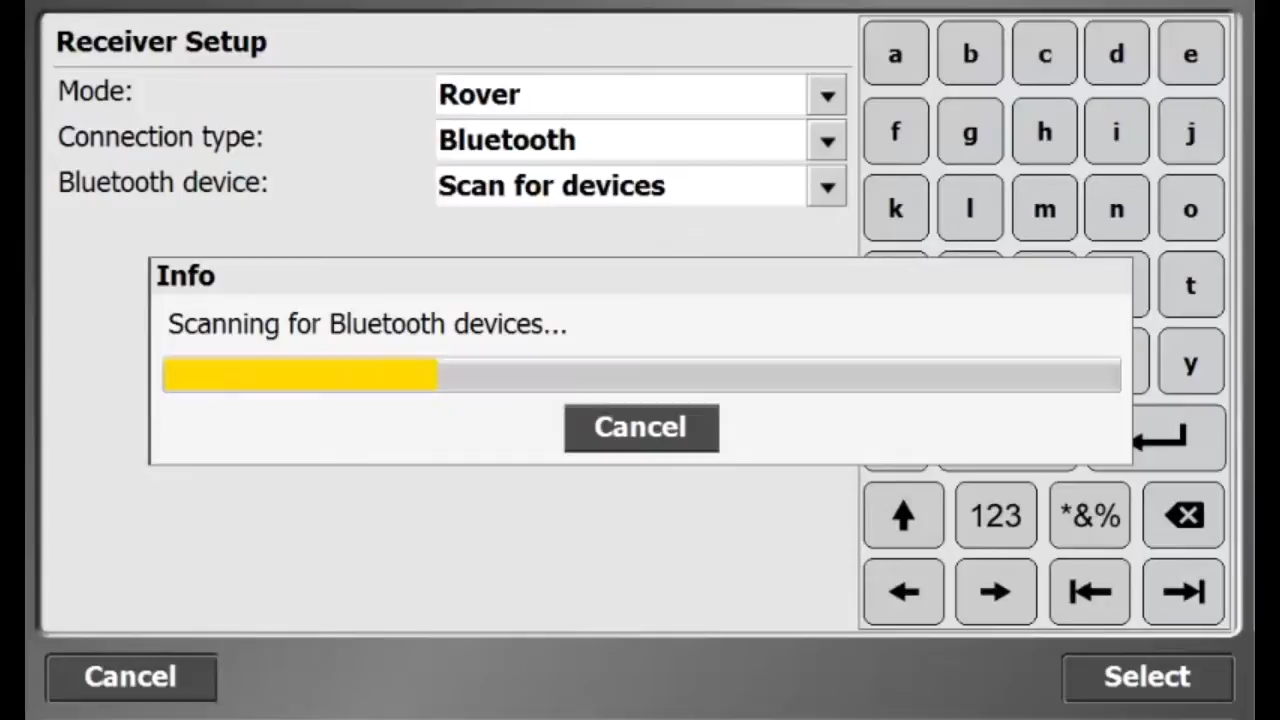 Receiver Setup
Mode: Rover
Connection type: Bluetooth
Bluetooth device: Scan for devices
Info
Scanning for Bluetooth devices...
Cancel
a b c d e
f g h i j
k l m n o
t
y
123 *&%
Cancel
Select